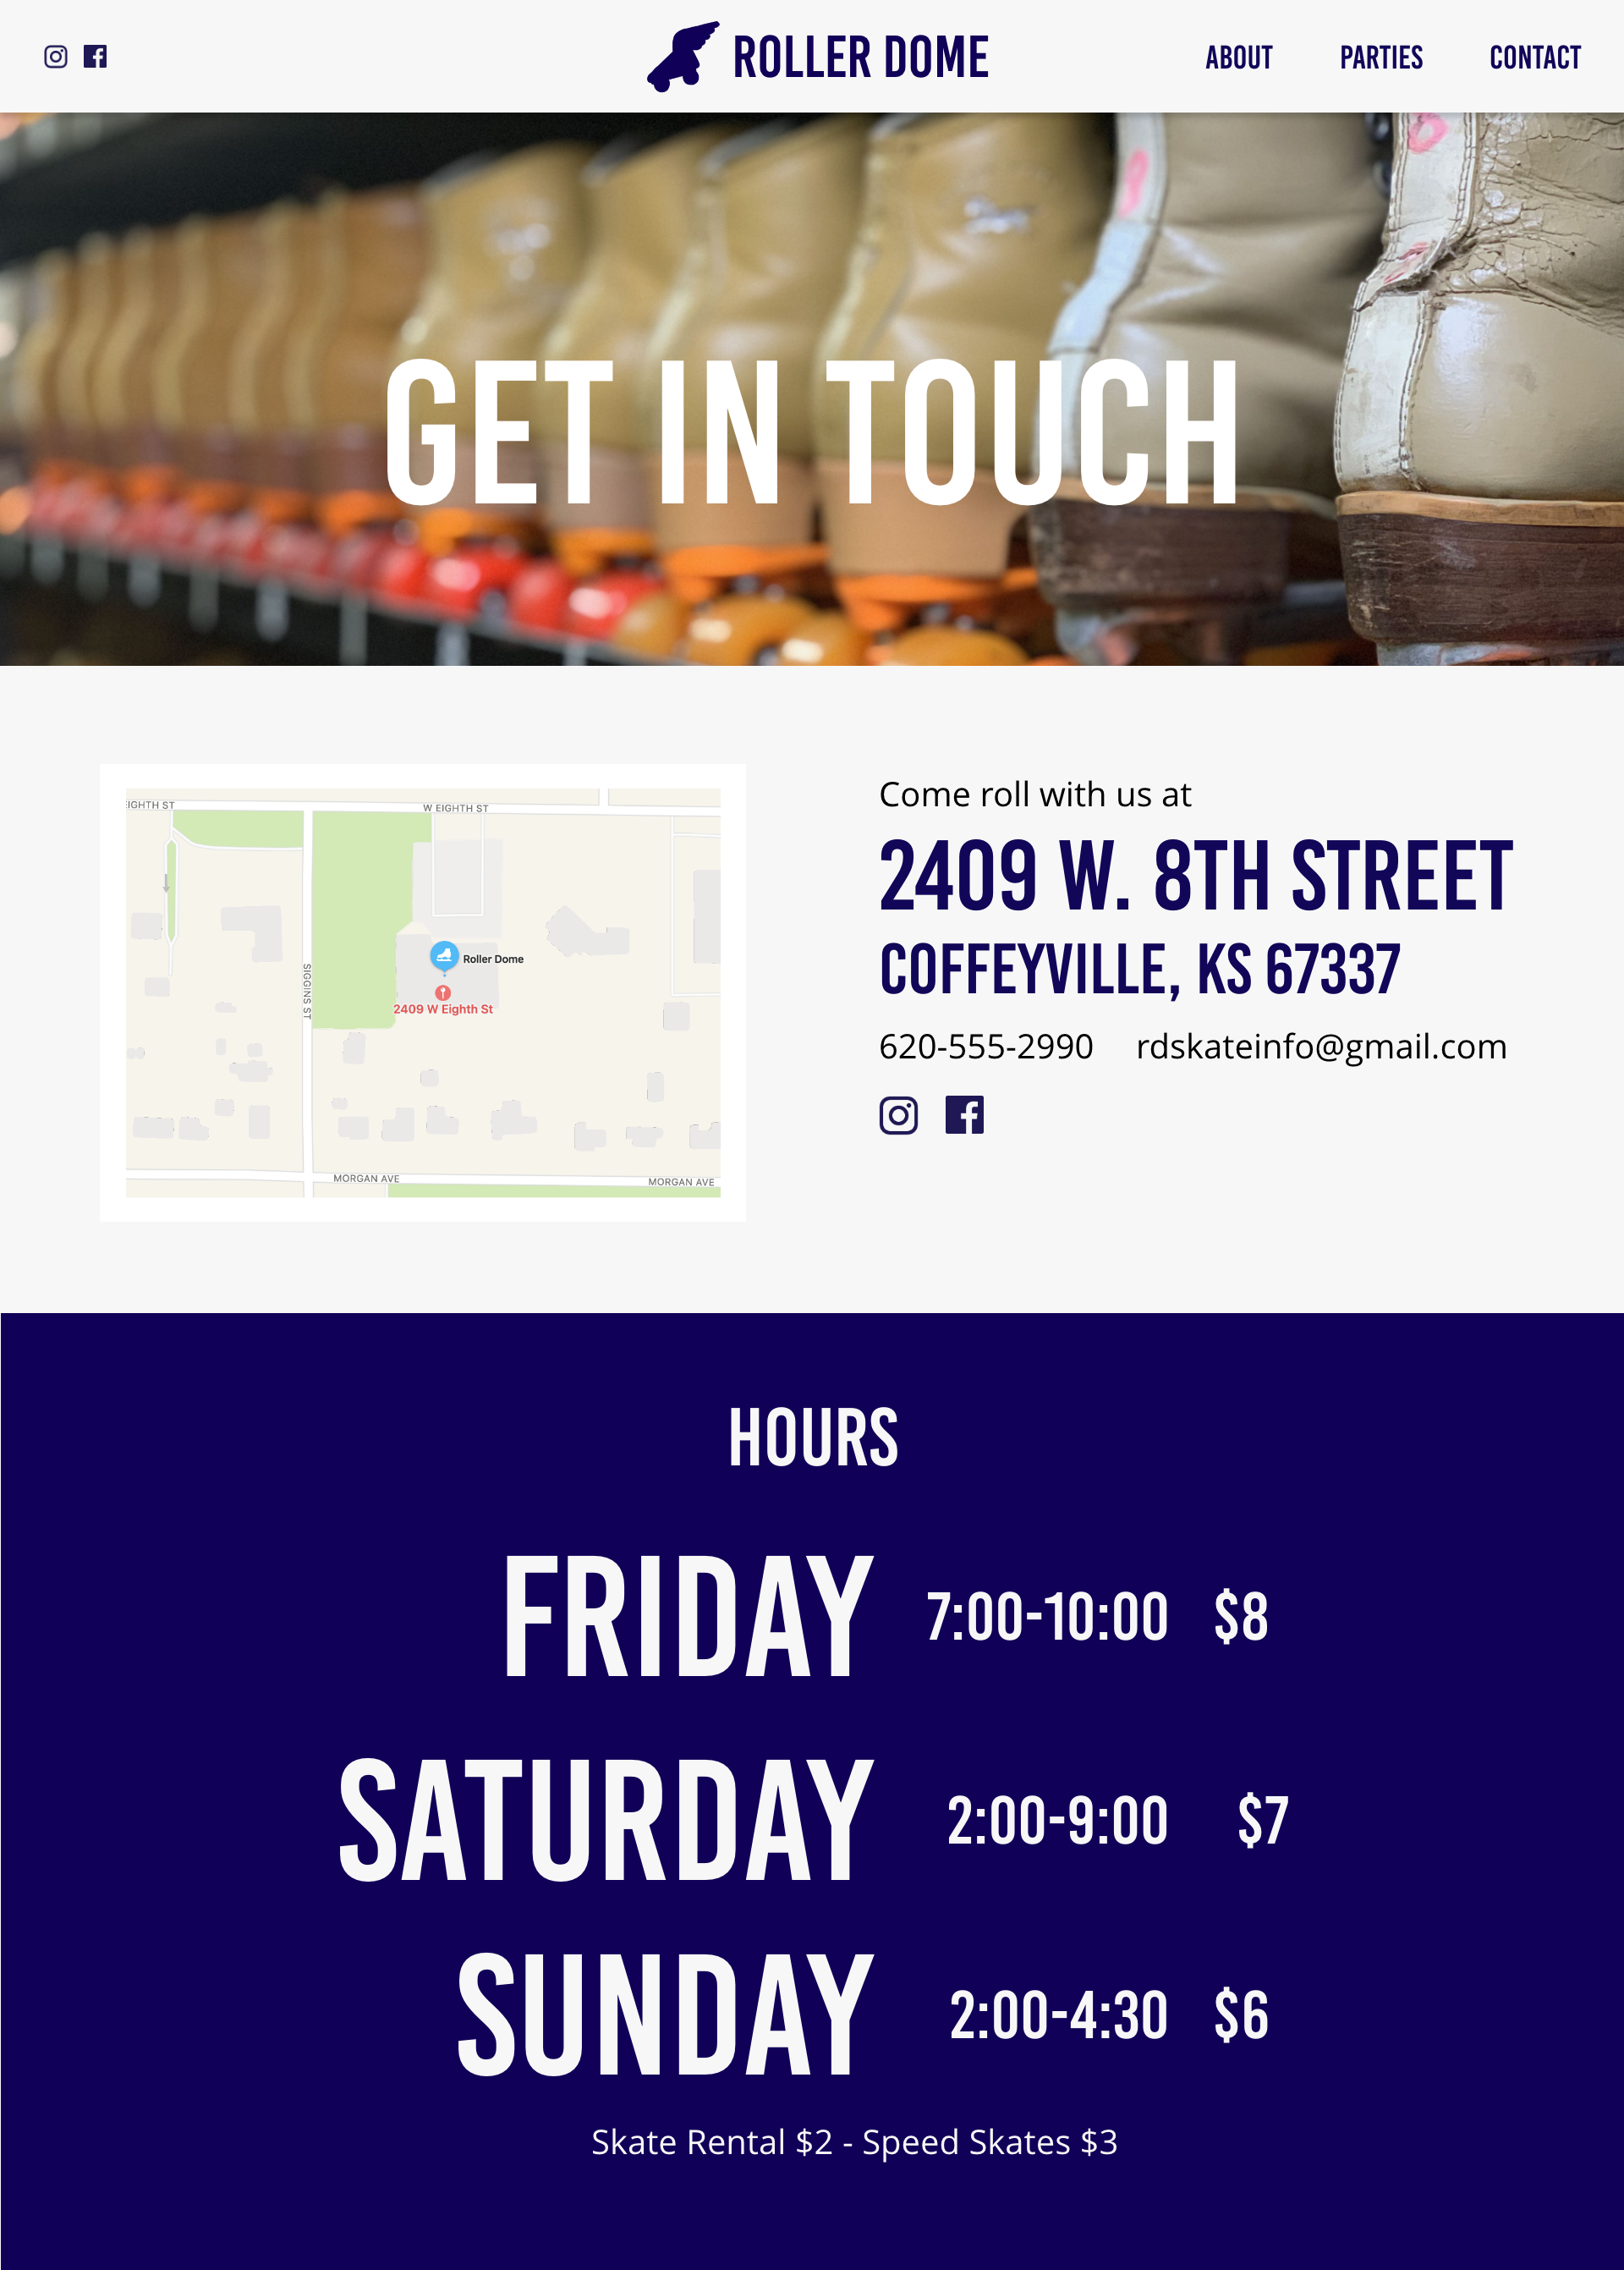 ROLLER DOME
ABOUT PARTIES CONTACT
GET IN TOUCH
EIGHTH ST
W EIGHTH ST
SIGGINS ST
Roller Dome
2409 W Eighth St
MORGAN AVE
MORGAN AVE
Come roll with us at
2409 W. 8TH STREET
COFFEYVILLE, KS 67337
620-555-2990 rdskateinfo@gmail.com
HOURS
FRIDAY 7:00-10:00 $8
SATURDAY 2:00-9:00 $7
SUNDAY 2:00-4:30 $6
Skate Rental $2 - Speed Skates $3